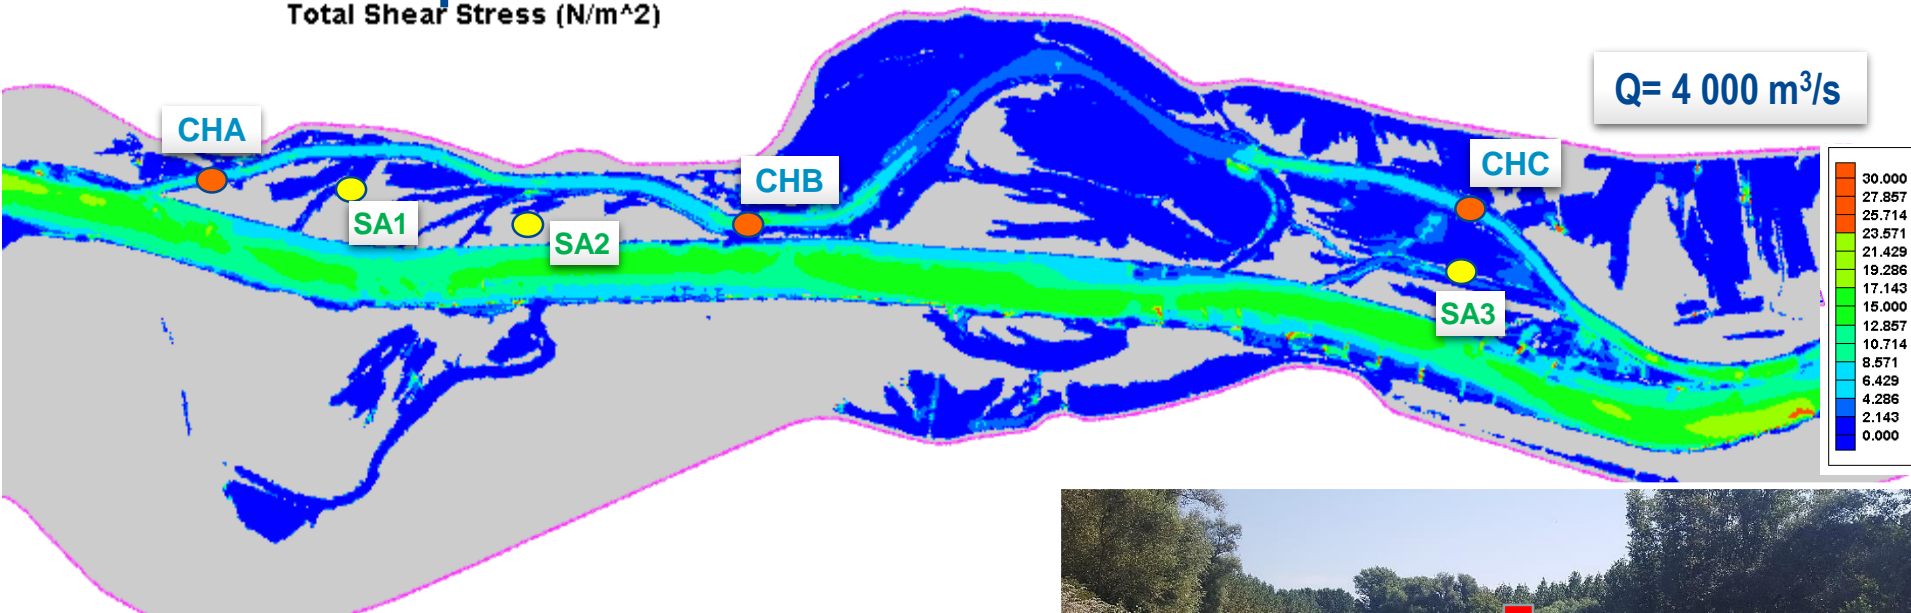 Total Shear Stress (N/m^2)
Q= 4 000 m³/s
CHA
CHB
CHC
SA1
SA2
SA3
30.000
27.857
25.714
23.571
21.429
19.286
17.143
15.000
12.857
10.714
8.571
6.429
4.286
2.143
0.000